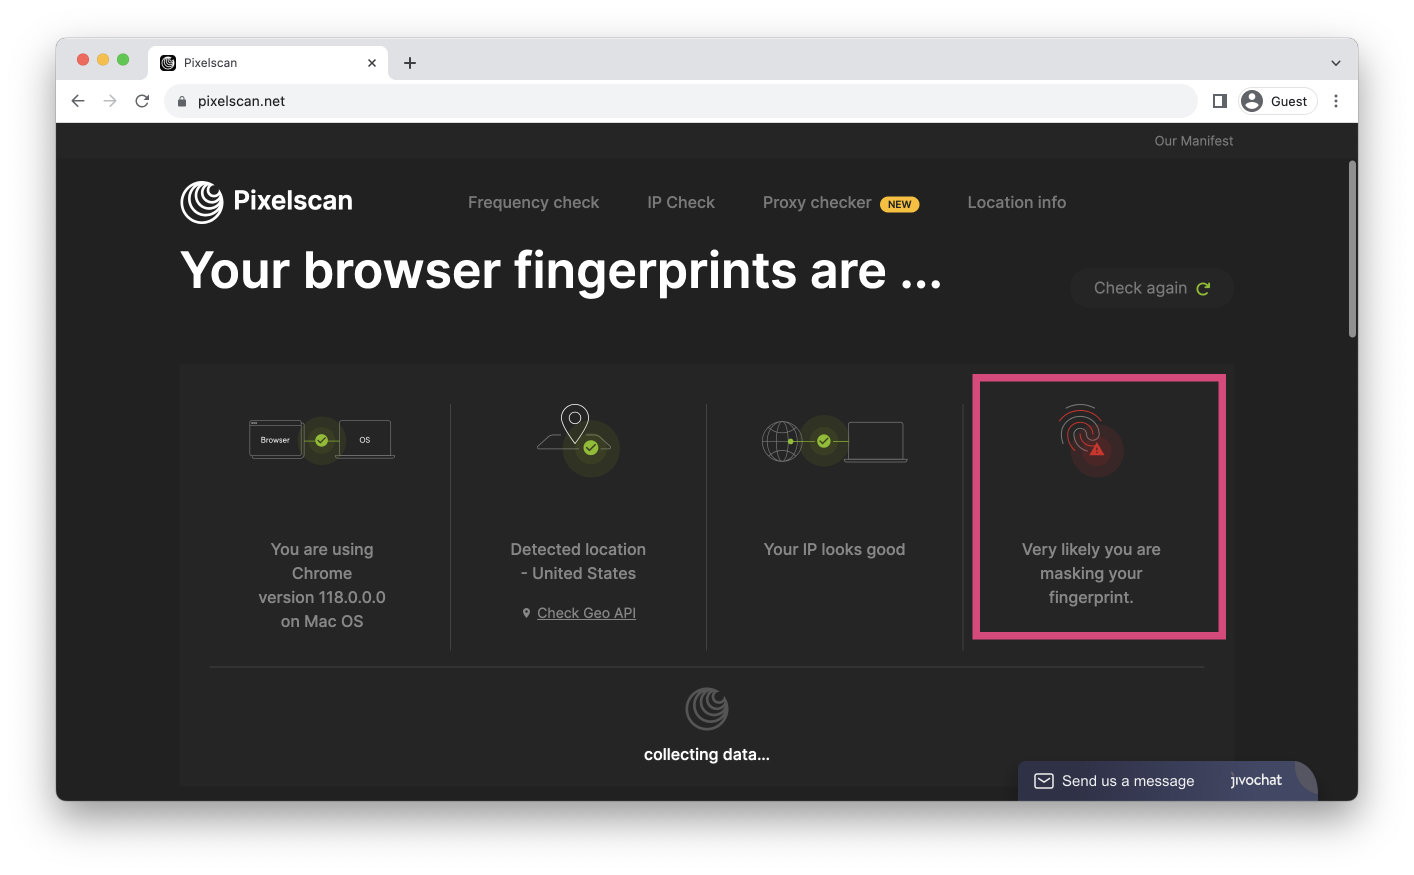 Pixelscan
pixelscan.net
Guest
Our Manifest
Pixelscan
Frequency check
IP Check
Proxy checker NEW
Location info
Your browser fingerprints are ...
Check again
Browser
OS
You are using
Chrome
version 118.0.0.0
on Mac OS
Detected location
- United States
Check Geo API
Your IP looks good
Very likely you are
masking your
fingerprint.
collecting data...
Send us a message
jivochat